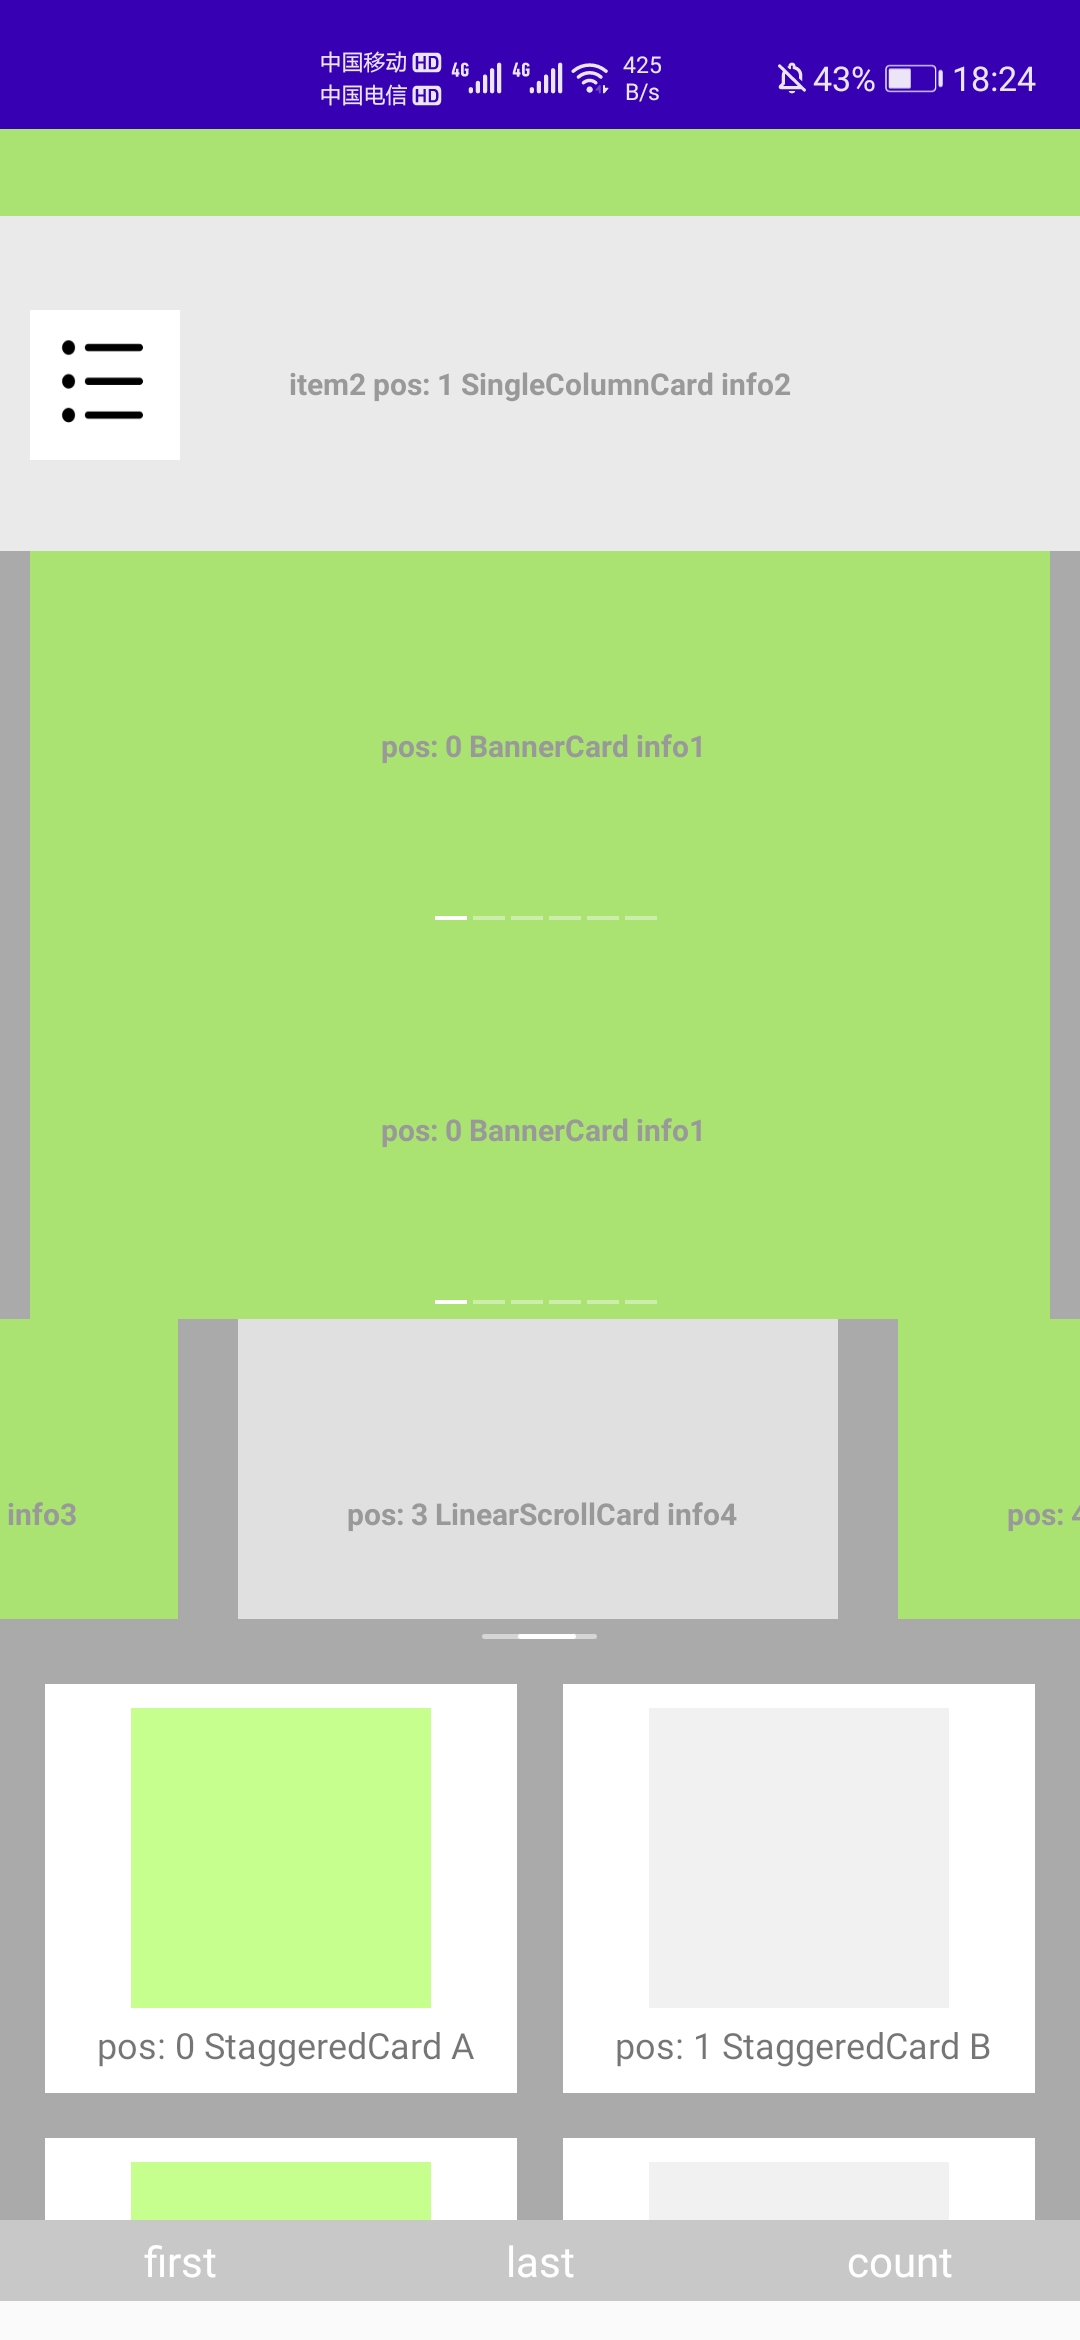 中国移动 HD
中国电信 HD
4G 4G 425 B/s 43% 18:24
item2 pos: 1 SingleColumnCard info2
pos: 0 BannerCard info1
pos: 0 BannerCard info1
info3 pos: 3 LinearScrollCard info4 pos: 4
pos: 0 StaggeredCard A pos: 1 StaggeredCard B
first last count